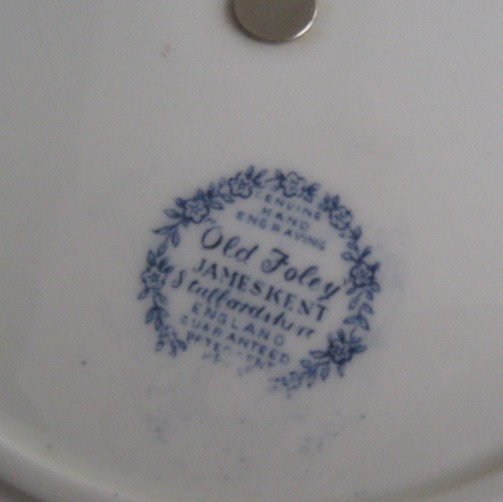 GENUINE
HAND
ENGRAVING
Old Foley
JAMES KENT
Staffordshire
ENGLAND
GUARANTEED